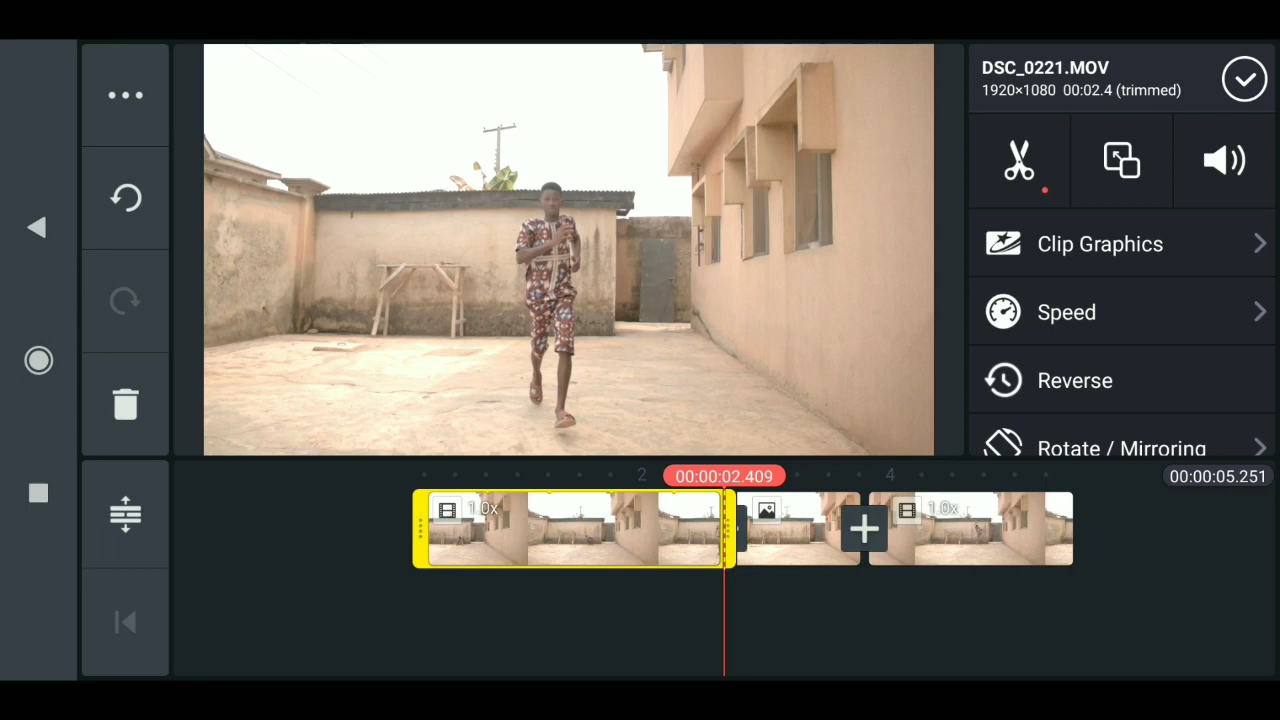 DSC_0221.MOV
1920×1080 00:02.4 (trimmed)
Clip Graphics
Speed
Reverse
Rotate / Mirroring
2
00:00:02.409
4
00:00:05.251
1.0x
1.0x